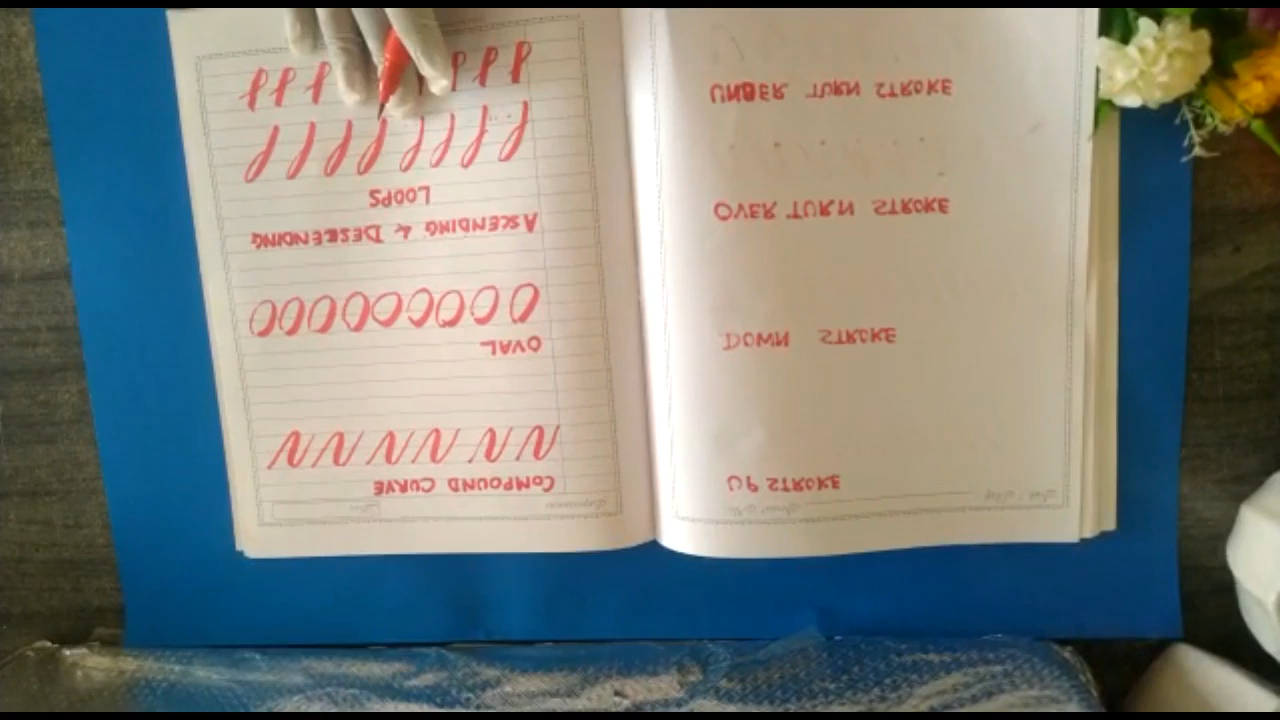 UP STROKE
DOWN STROKE
OVER TURN STROKE
UNDER TURN STROKE
COMPOUND CURVE
OVAL
ASCENDING & DESCENDING
LOOPS